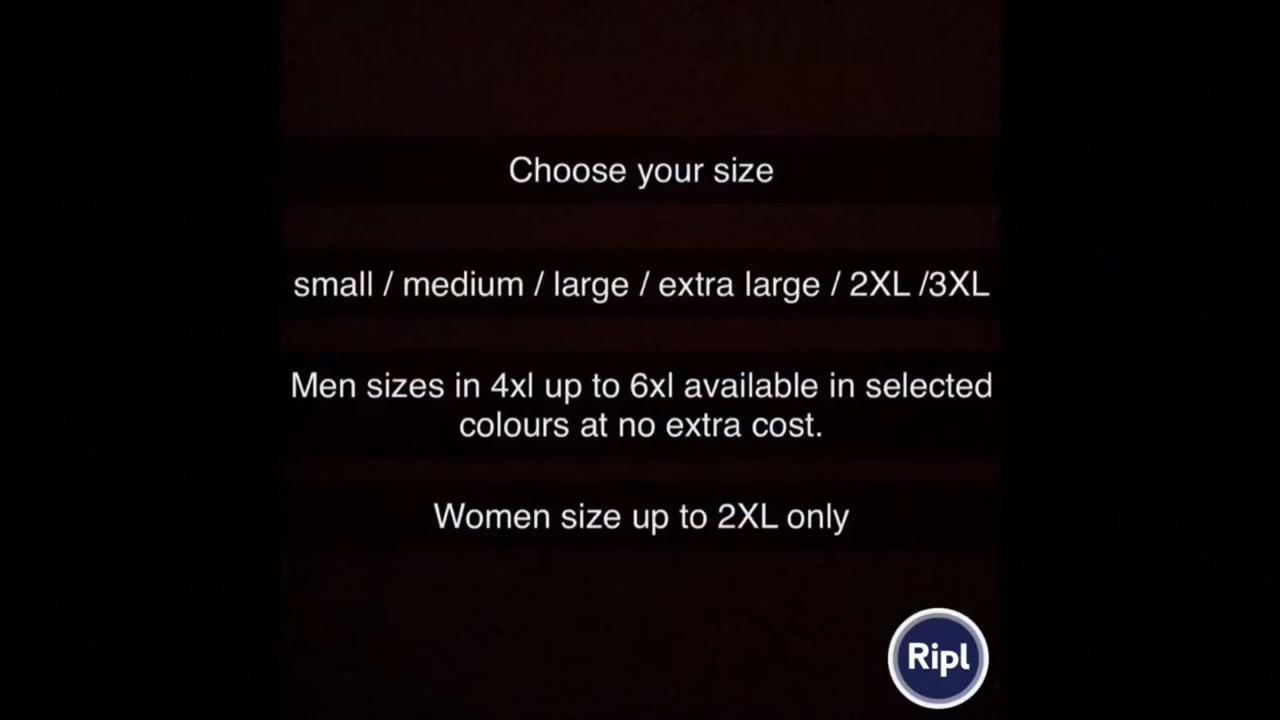 Choose your size
small / medium / large / extra large / 2XL /3XL
Men sizes in 4xl up to 6xl available in selected
colours at no extra cost.
Women size up to 2XL only
Ripl